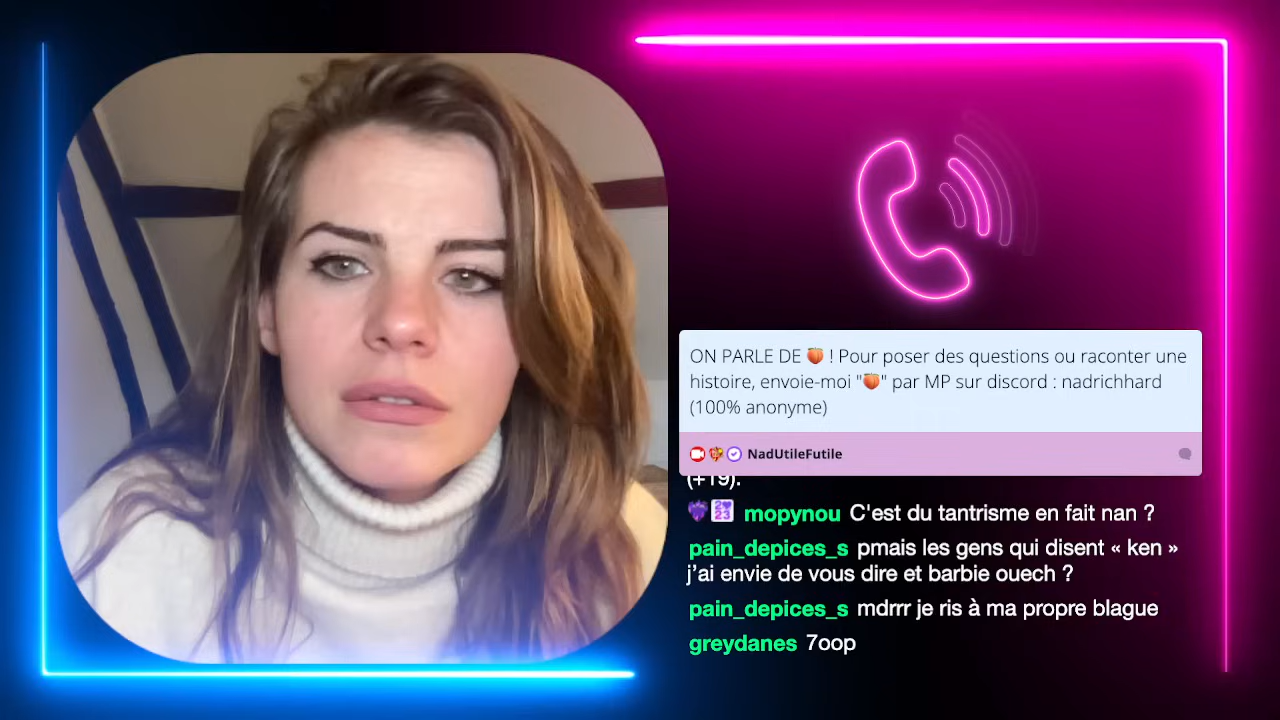 ON PARLE DE 🍑 ! Pour poser des questions ou raconter une
histoire, envoie-moi "🍑" par MP sur discord : nadrichhard
(100% anonyme)
NadUtileFutile
(+19).
mopynou C'est du tantrisme en fait nan ?
pain_depices_s pmais les gens qui disent « ken »
j’ai envie de vous dire et barbie ouech ?
pain_depices_s mdrrr je ris à ma propre blague
greydanes 7oop